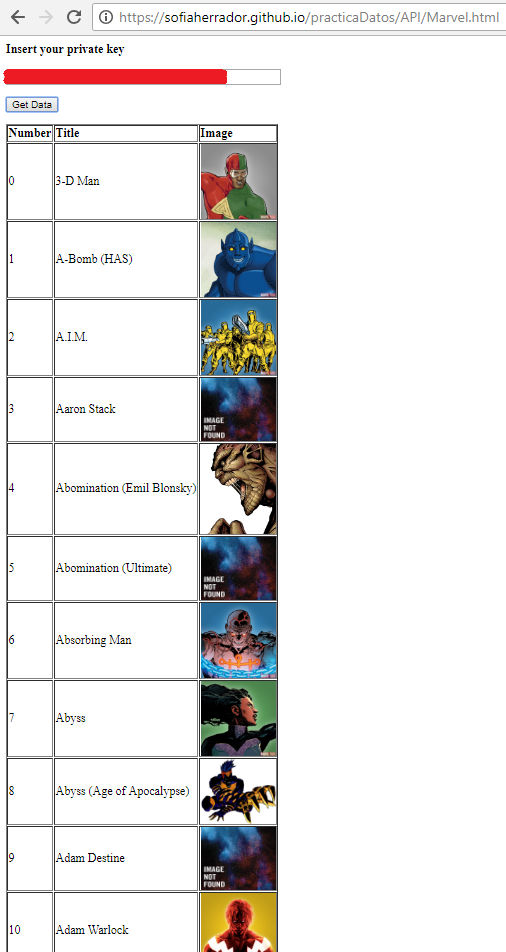 https://sofiaherrador.github.io/practicaDatos/API/Marvel.html
Insert your private key
Get Data
Number Title Image
0 3-D Man
1 A-Bomb (HAS)
2 A.I.M.
3 Aaron Stack
IMAGE
NOT
FOUND
4 Abomination (Emil Blonsky)
5 Abomination (Ultimate)
IMAGE
NOT
FOUND
6 Absorbing Man
7 Abyss
8 Abyss (Age of Apocalypse)
9 Adam Destine
IMAGE
NOT
FOUND
10 Adam Warlock